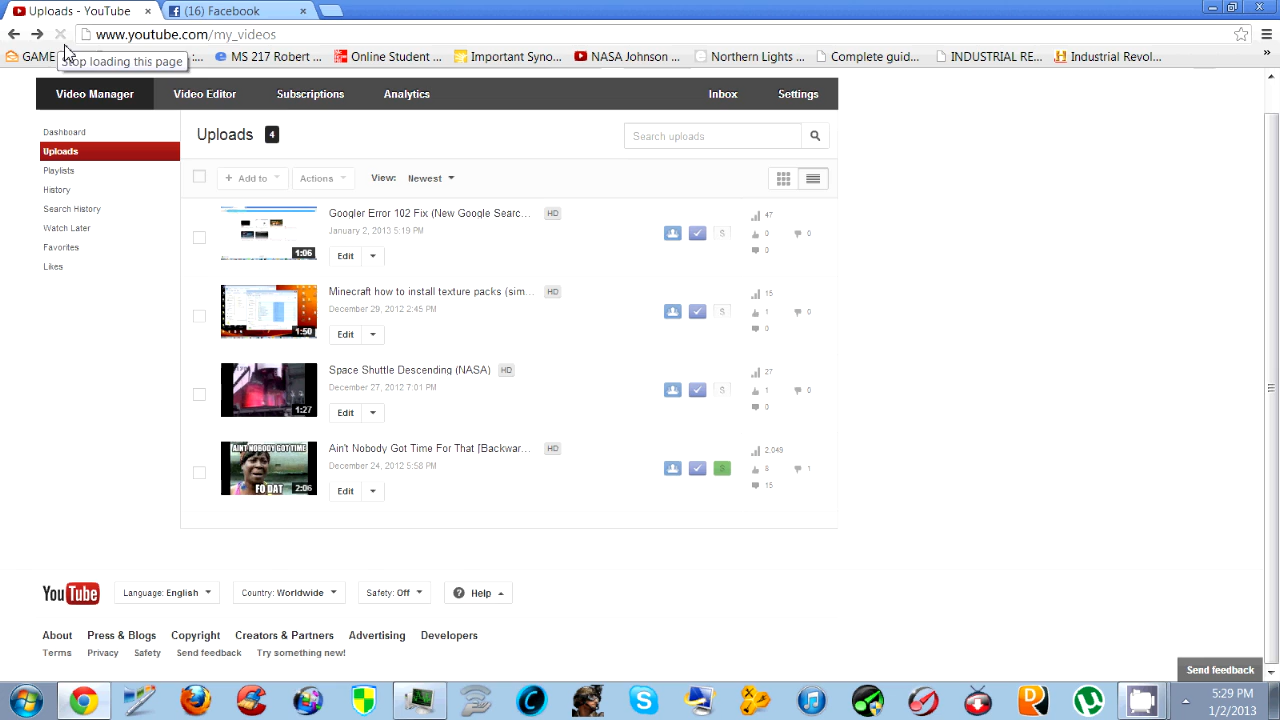 Uploads - YouTube
(16) Facebook
www.youtube.com/my_videos
GAME
MS 217 Robert ...
Online Student ...
Important Syno...
NASA Johnson ...
Northern Lights ...
Complete guid...
INDUSTRIAL RE...
Industrial Revol...
Stop loading this page
Video Manager
Video Editor
Subscriptions
Analytics
Inbox
Settings
Dashboard
Uploads
Playlists
History
Search History
Watch Later
Favorites
Likes
Uploads 4
Search uploads
+ Add to
Actions
View: Newest
Googler Error 102 Fix (New Google Searc... HD
January 2, 2013 5:19 PM
1:06
Edit
47
0 0
0
S
Minecraft how to install texture packs (sim... HD
December 29, 2012 2:45 PM
1:50
Edit
15
1 0
0
S
Space Shuttle Descending (NASA) HD
December 27, 2012 7:01 PM
1:27
Edit
27
1 0
0
S
Ain't Nobody Got Time For That [Backwar... HD
December 24, 2012 5:58 PM
AINT NOBODY GOT TIME
FO DAT
2:06
Edit
2,049
8 1
15
S
YouTube
Language: English
Country: Worldwide
Safety: Off
Help
About
Press & Blogs
Copyright
Creators & Partners
Advertising
Developers
Terms
Privacy
Safety
Send feedback
Try something new!
Send feedback
5:29 PM
1/2/2013